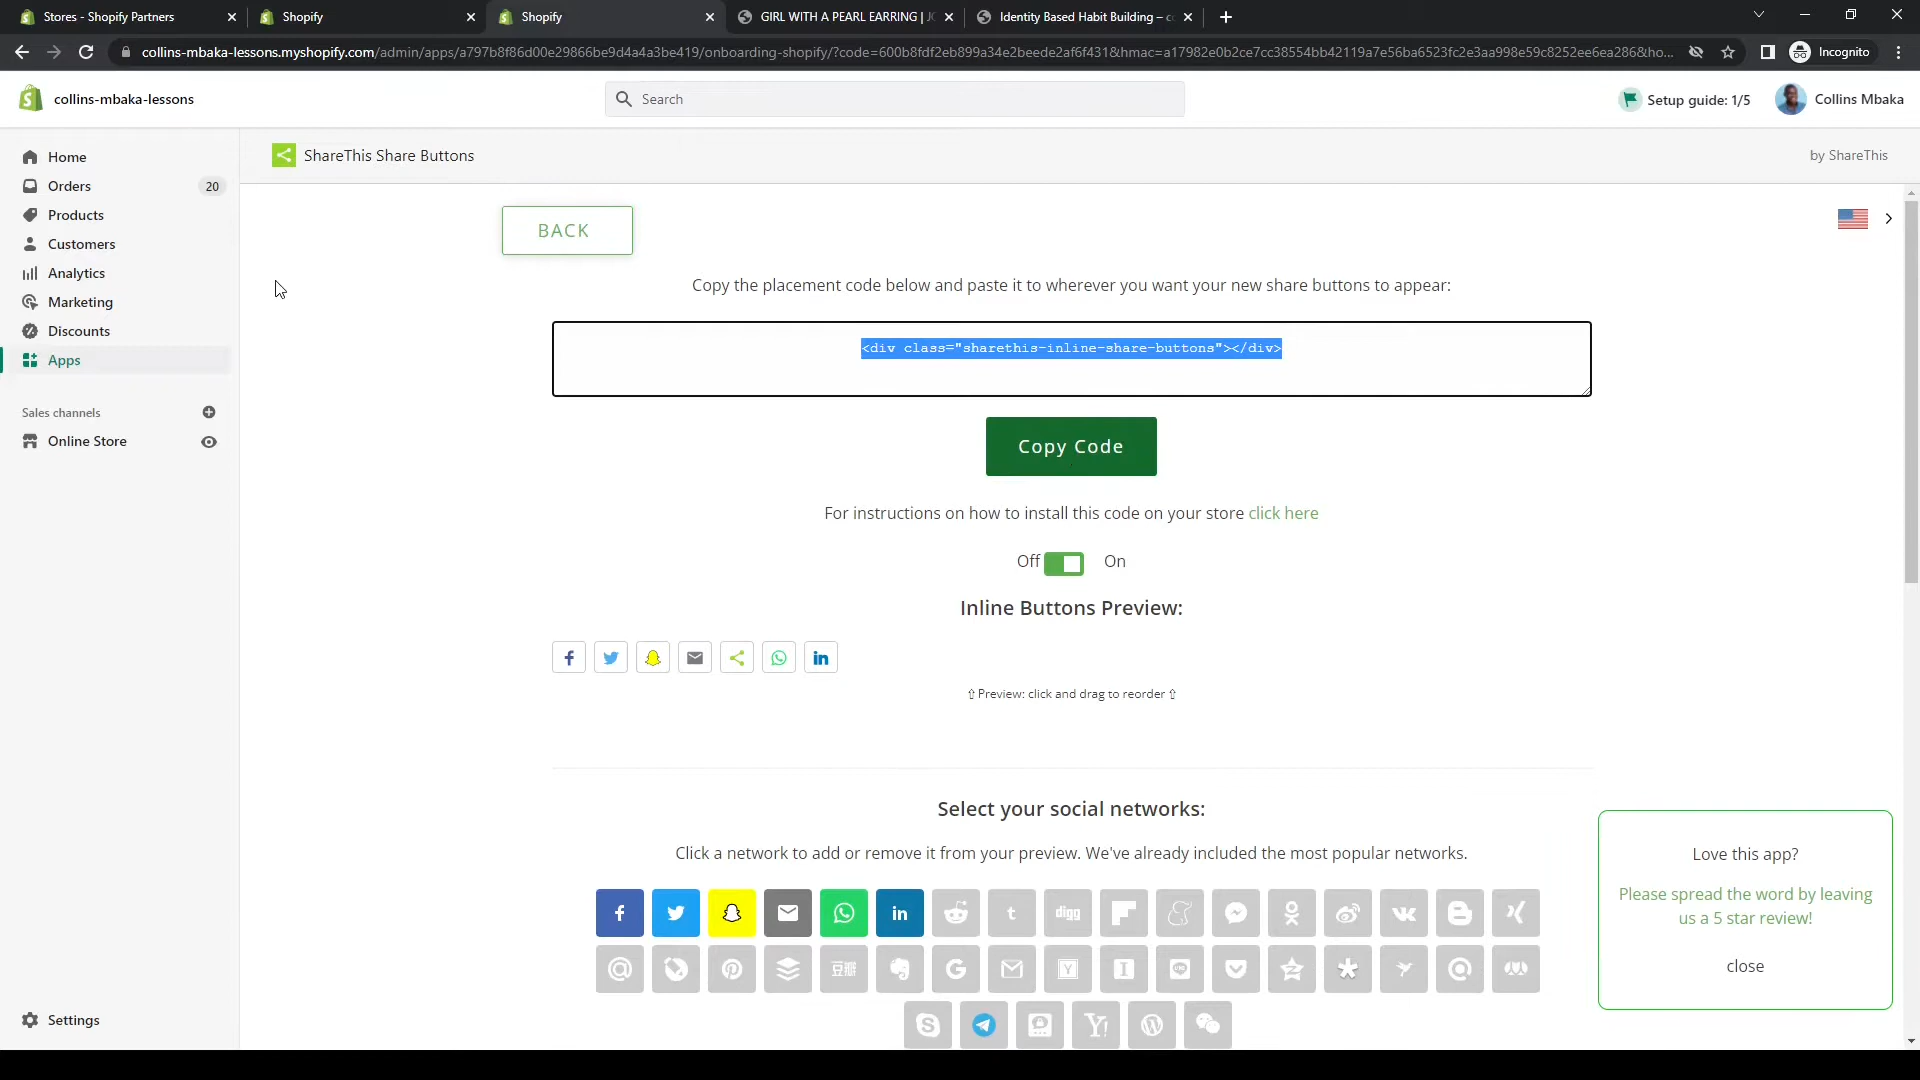 Stores - Shopify Partners
Shopify
Shopify
GIRL WITH A PEARL EARRING | JO
Identity Based Habit Building – co
collins-mbaka-lessons.myshopify.com/admin/apps/a797b8f86d00e29866be9d4a4a3be419/onboarding-shopify/?code=600b8fdf2eb899a34e2beede2af6f431&hmac=a17982e0b2ce7cc38554bb42119a7e56ba6523fc2e3aa998e59c8252ee6ea286&ho...
Incognito
collins-mbaka-lessons
Search
Setup guide: 1/5
Collins Mbaka
Home
Orders
20
Products
Customers
Analytics
Marketing
Discounts
Apps
Sales channels
Online Store
Settings
ShareThis Share Buttons
by ShareThis
BACK
Copy the placement code below and paste it to wherever you want your new share buttons to appear:
<div class="sharethis-inline-share-buttons"></div>
Copy Code
For instructions on how to install this code on your store click here
Off
On
Inline Buttons Preview:
⇧ Preview: click and drag to reorder ⇧
Select your social networks:
Click a network to add or remove it from your preview. We've already included the most popular networks.
digg
豆瓣
Love this app?
Please spread the word by leaving
us a 5 star review!
close